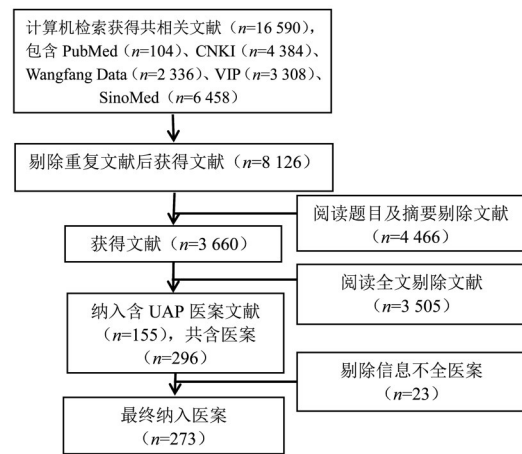 计算机检索获得共相关文献（n=16 590），
包含 PubMed（n=104）、CNKI（n=4 384）、
Wangfang Data（n=2 336）、VIP（n=3 308）、
SinoMed（n=6 458）
剔除重复文献后获得文献（n=8 126）
阅读题目及摘要剔除文献
（n=4 466）
获得文献（n=3 660）
阅读全文剔除文献
（n=3 505）
纳入含 UAP 医案文献
（n=155），共含医案
（n=296）
剔除信息不全医案
（n=23）
最终纳入医案
（n=273）